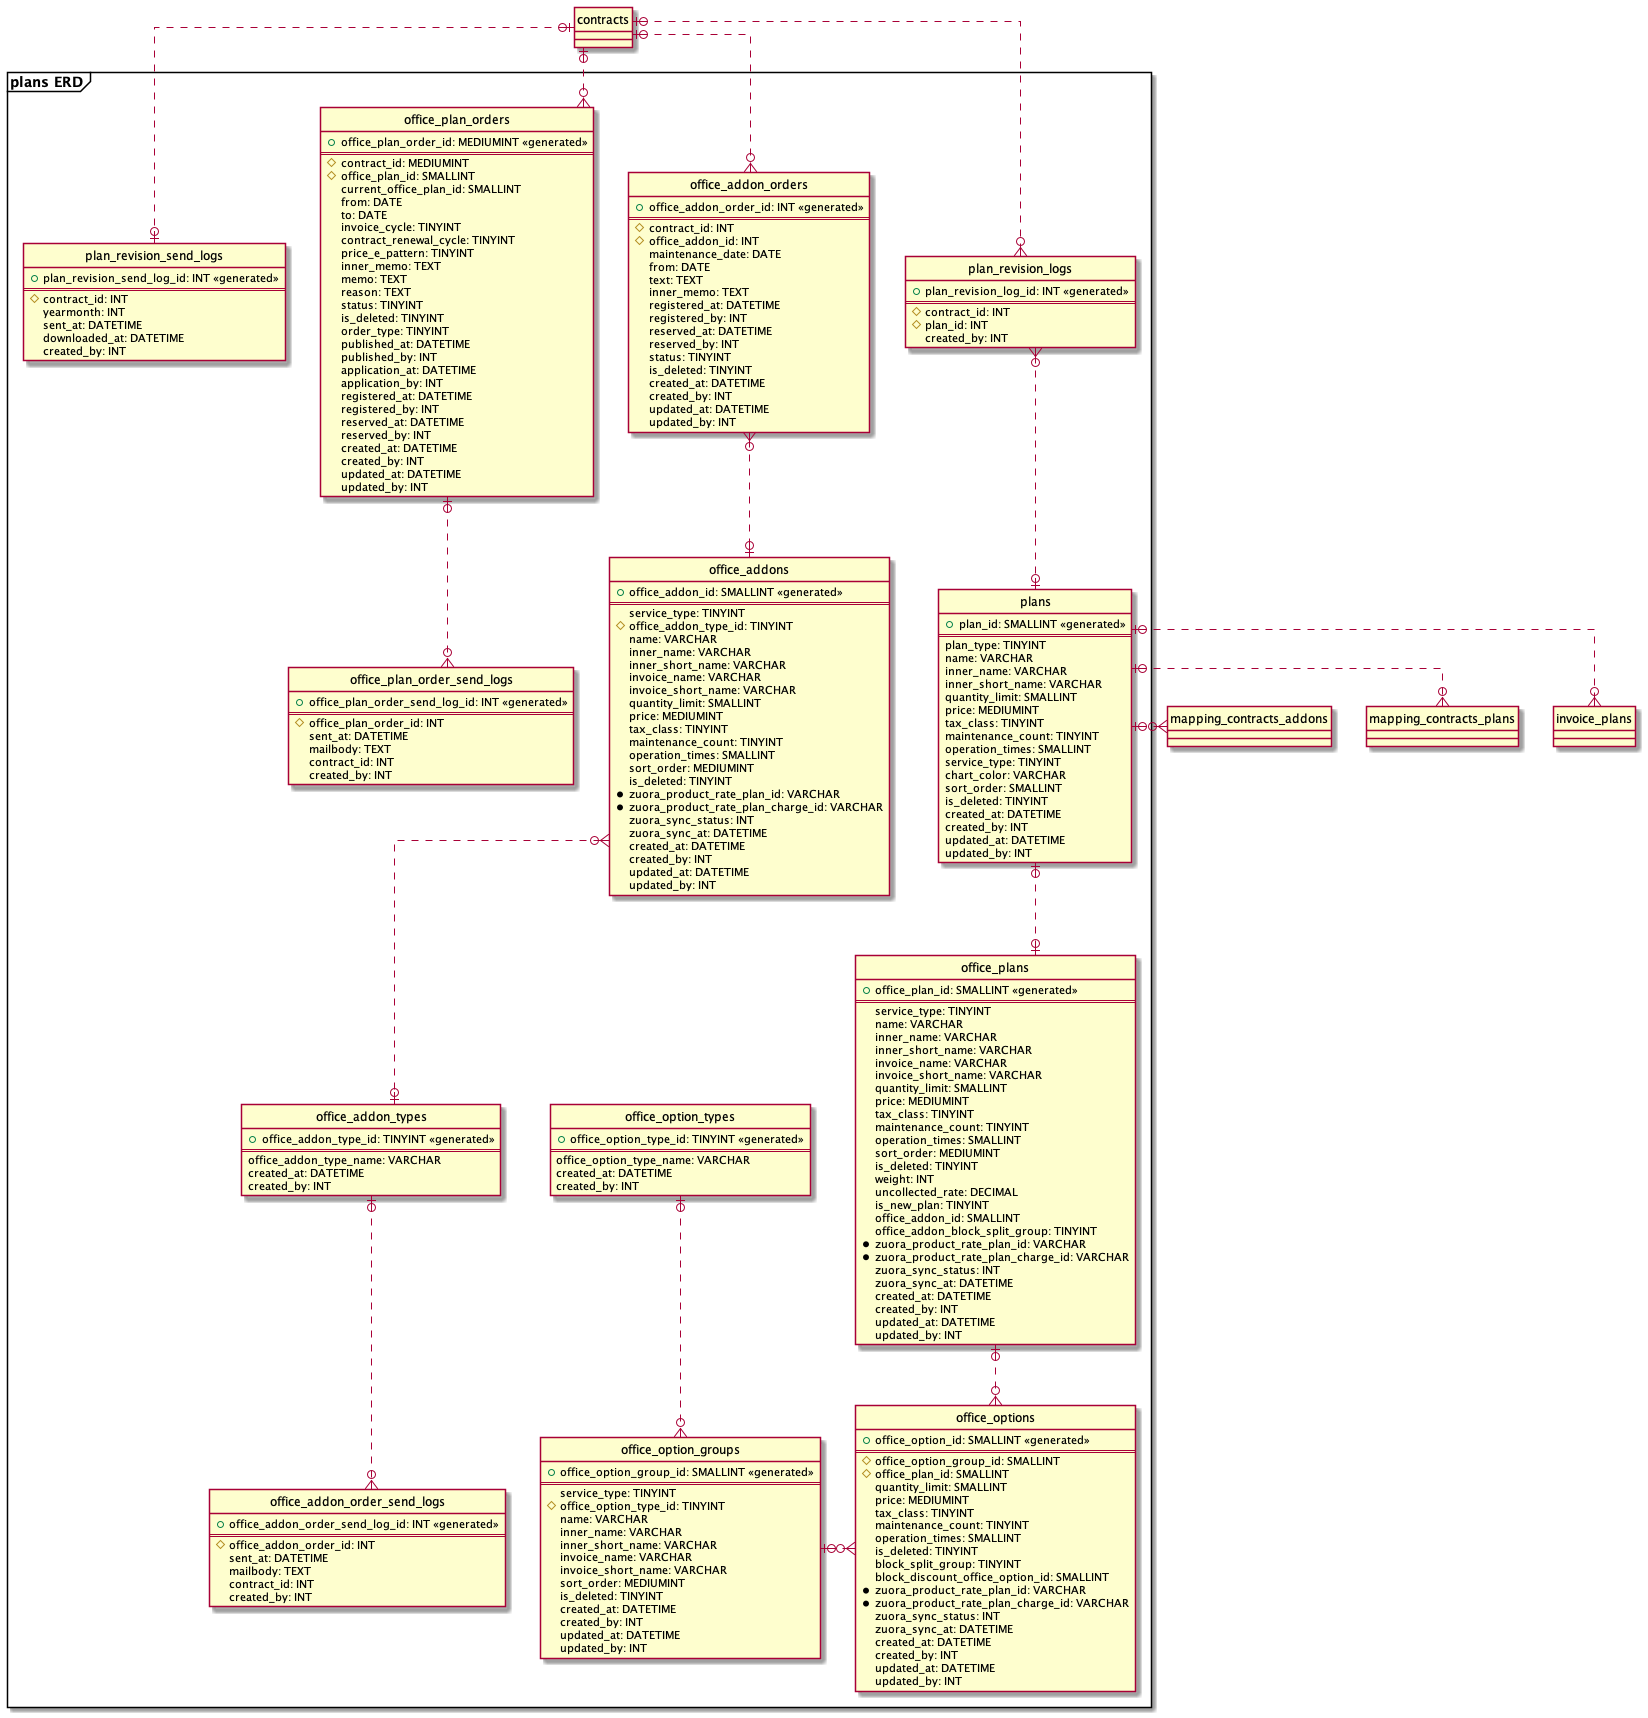 contracts
plans ERD
office_plan_orders
office_plan_order_id: MEDIUMINT «generated»
contract_id: MEDIUMINT
office_plan_id: SMALLINT
current_office_plan_id: SMALLINT
from: DATE
to: DATE
invoice_cycle: TINYINT
contract_renewal_cycle: TINYINT
price_e_pattern: TINYINT
inner_memo: TEXT
memo: TEXT
reason: TEXT
status: TINYINT
is_deleted: TINYINT
order_type: TINYINT
published_at: DATETIME
published_by: INT
application_at: DATETIME
application_by: INT
registered_at: DATETIME
registered_by: INT
reserved_at: DATETIME
reserved_by: INT
created_at: DATETIME
created_by: INT
updated_at: DATETIME
updated_by: INT
office_addon_orders
office_addon_order_id: INT «generated»
contract_id: INT
office_addon_id: INT
maintenance_date: DATE
from: DATE
text: TEXT
inner_memo: TEXT
registered_at: DATETIME
registered_by: INT
reserved_at: DATETIME
reserved_by: INT
status: TINYINT
is_deleted: TINYINT
created_at: DATETIME
created_by: INT
updated_at: DATETIME
updated_by: INT
plan_revision_send_logs
plan_revision_send_log_id: INT «generated»
contract_id: INT
yearmonth: INT
sent_at: DATETIME
downloaded_at: DATETIME
created_by: INT
plan_revision_logs
plan_revision_log_id: INT «generated»
contract_id: INT
plan_id: INT
created_by: INT
office_addons
office_addon_id: SMALLINT «generated»
service_type: TINYINT
office_addon_type_id: TINYINT
name: VARCHAR
inner_name: VARCHAR
inner_short_name: VARCHAR
invoice_name: VARCHAR
invoice_short_name: VARCHAR
quantity_limit: SMALLINT
price: MEDIUMINT
tax_class: TINYINT
maintenance_count: TINYINT
operation_times: SMALLINT
sort_order: MEDIUMINT
is_deleted: TINYINT
zuora_product_rate_plan_id: VARCHAR
zuora_product_rate_plan_charge_id: VARCHAR
zuora_sync_status: INT
zuora_sync_at: DATETIME
created_at: DATETIME
created_by: INT
updated_at: DATETIME
updated_by: INT
plans
plan_id: SMALLINT «generated»
plan_type: TINYINT
name: VARCHAR
inner_name: VARCHAR
inner_short_name: VARCHAR
quantity_limit: SMALLINT
price: MEDIUMINT
tax_class: TINYINT
maintenance_count: TINYINT
operation_times: SMALLINT
service_type: TINYINT
chart_color: VARCHAR
sort_order: SMALLINT
is_deleted: TINYINT
created_at: DATETIME
created_by: INT
updated_at: DATETIME
updated_by: INT
mapping_contracts_addons
mapping_contracts_plans
invoice_plans
office_plan_order_send_logs
office_plan_order_send_log_id: INT «generated»
office_plan_order_id: INT
sent_at: DATETIME
mailbody: TEXT
contract_id: INT
created_by: INT
office_plans
office_plan_id: SMALLINT «generated»
service_type: TINYINT
name: VARCHAR
inner_name: VARCHAR
inner_short_name: VARCHAR
invoice_name: VARCHAR
invoice_short_name: VARCHAR
quantity_limit: SMALLINT
price: MEDIUMINT
tax_class: TINYINT
maintenance_count: TINYINT
operation_times: SMALLINT
sort_order: MEDIUMINT
is_deleted: TINYINT
weight: INT
uncollected_rate: DECIMAL
is_new_plan: TINYINT
office_addon_id: SMALLINT
office_addon_block_split_group: TINYINT
zuora_product_rate_plan_id: VARCHAR
zuora_product_rate_plan_charge_id: VARCHAR
zuora_sync_status: INT
zuora_sync_at: DATETIME
created_at: DATETIME
created_by: INT
updated_at: DATETIME
updated_by: INT
office_addon_types
office_addon_type_id: TINYINT «generated»
office_addon_type_name: VARCHAR
created_at: DATETIME
created_by: INT
office_option_types
office_option_type_id: TINYINT «generated»
office_option_type_name: VARCHAR
created_at: DATETIME
created_by: INT
office_options
office_option_id: SMALLINT «generated»
office_option_group_id: SMALLINT
office_plan_id: SMALLINT
quantity_limit: SMALLINT
price: MEDIUMINT
tax_class: TINYINT
maintenance_count: TINYINT
operation_times: SMALLINT
is_deleted: TINYINT
block_split_group: TINYINT
block_discount_office_option_id: SMALLINT
zuora_product_rate_plan_id: VARCHAR
zuora_product_rate_plan_charge_id: VARCHAR
zuora_sync_status: INT
zuora_sync_at: DATETIME
created_at: DATETIME
created_by: INT
updated_at: DATETIME
updated_by: INT
office_option_groups
office_option_group_id: SMALLINT «generated»
service_type: TINYINT
office_option_type_id: TINYINT
name: VARCHAR
inner_name: VARCHAR
inner_short_name: VARCHAR
invoice_name: VARCHAR
invoice_short_name: VARCHAR
sort_order: MEDIUMINT
is_deleted: TINYINT
created_at: DATETIME
created_by: INT
updated_at: DATETIME
updated_by: INT
office_addon_order_send_logs
office_addon_order_send_log_id: INT «generated»
office_addon_order_id: INT
sent_at: DATETIME
mailbody: TEXT
contract_id: INT
created_by: INT